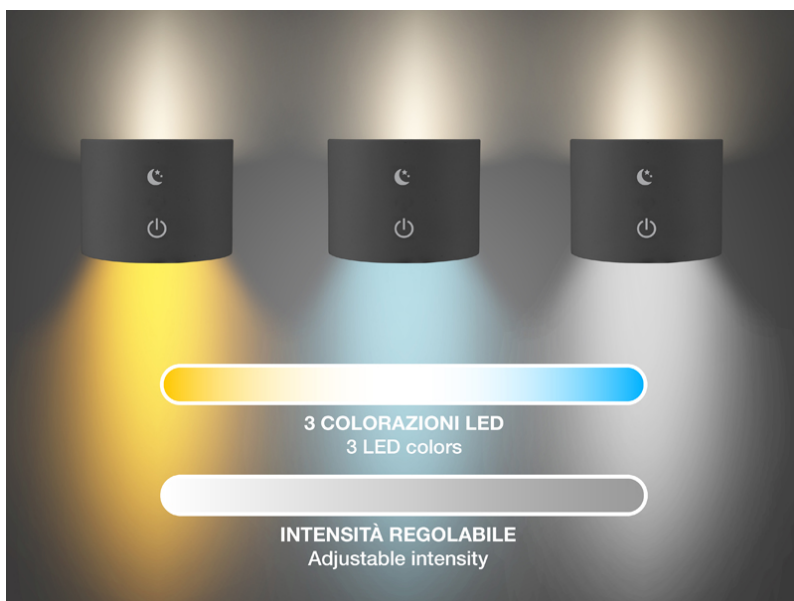 3 COLORAZIONI LED
3 LED colors
INTENSITÀ REGOLABILE
Adjustable intensity